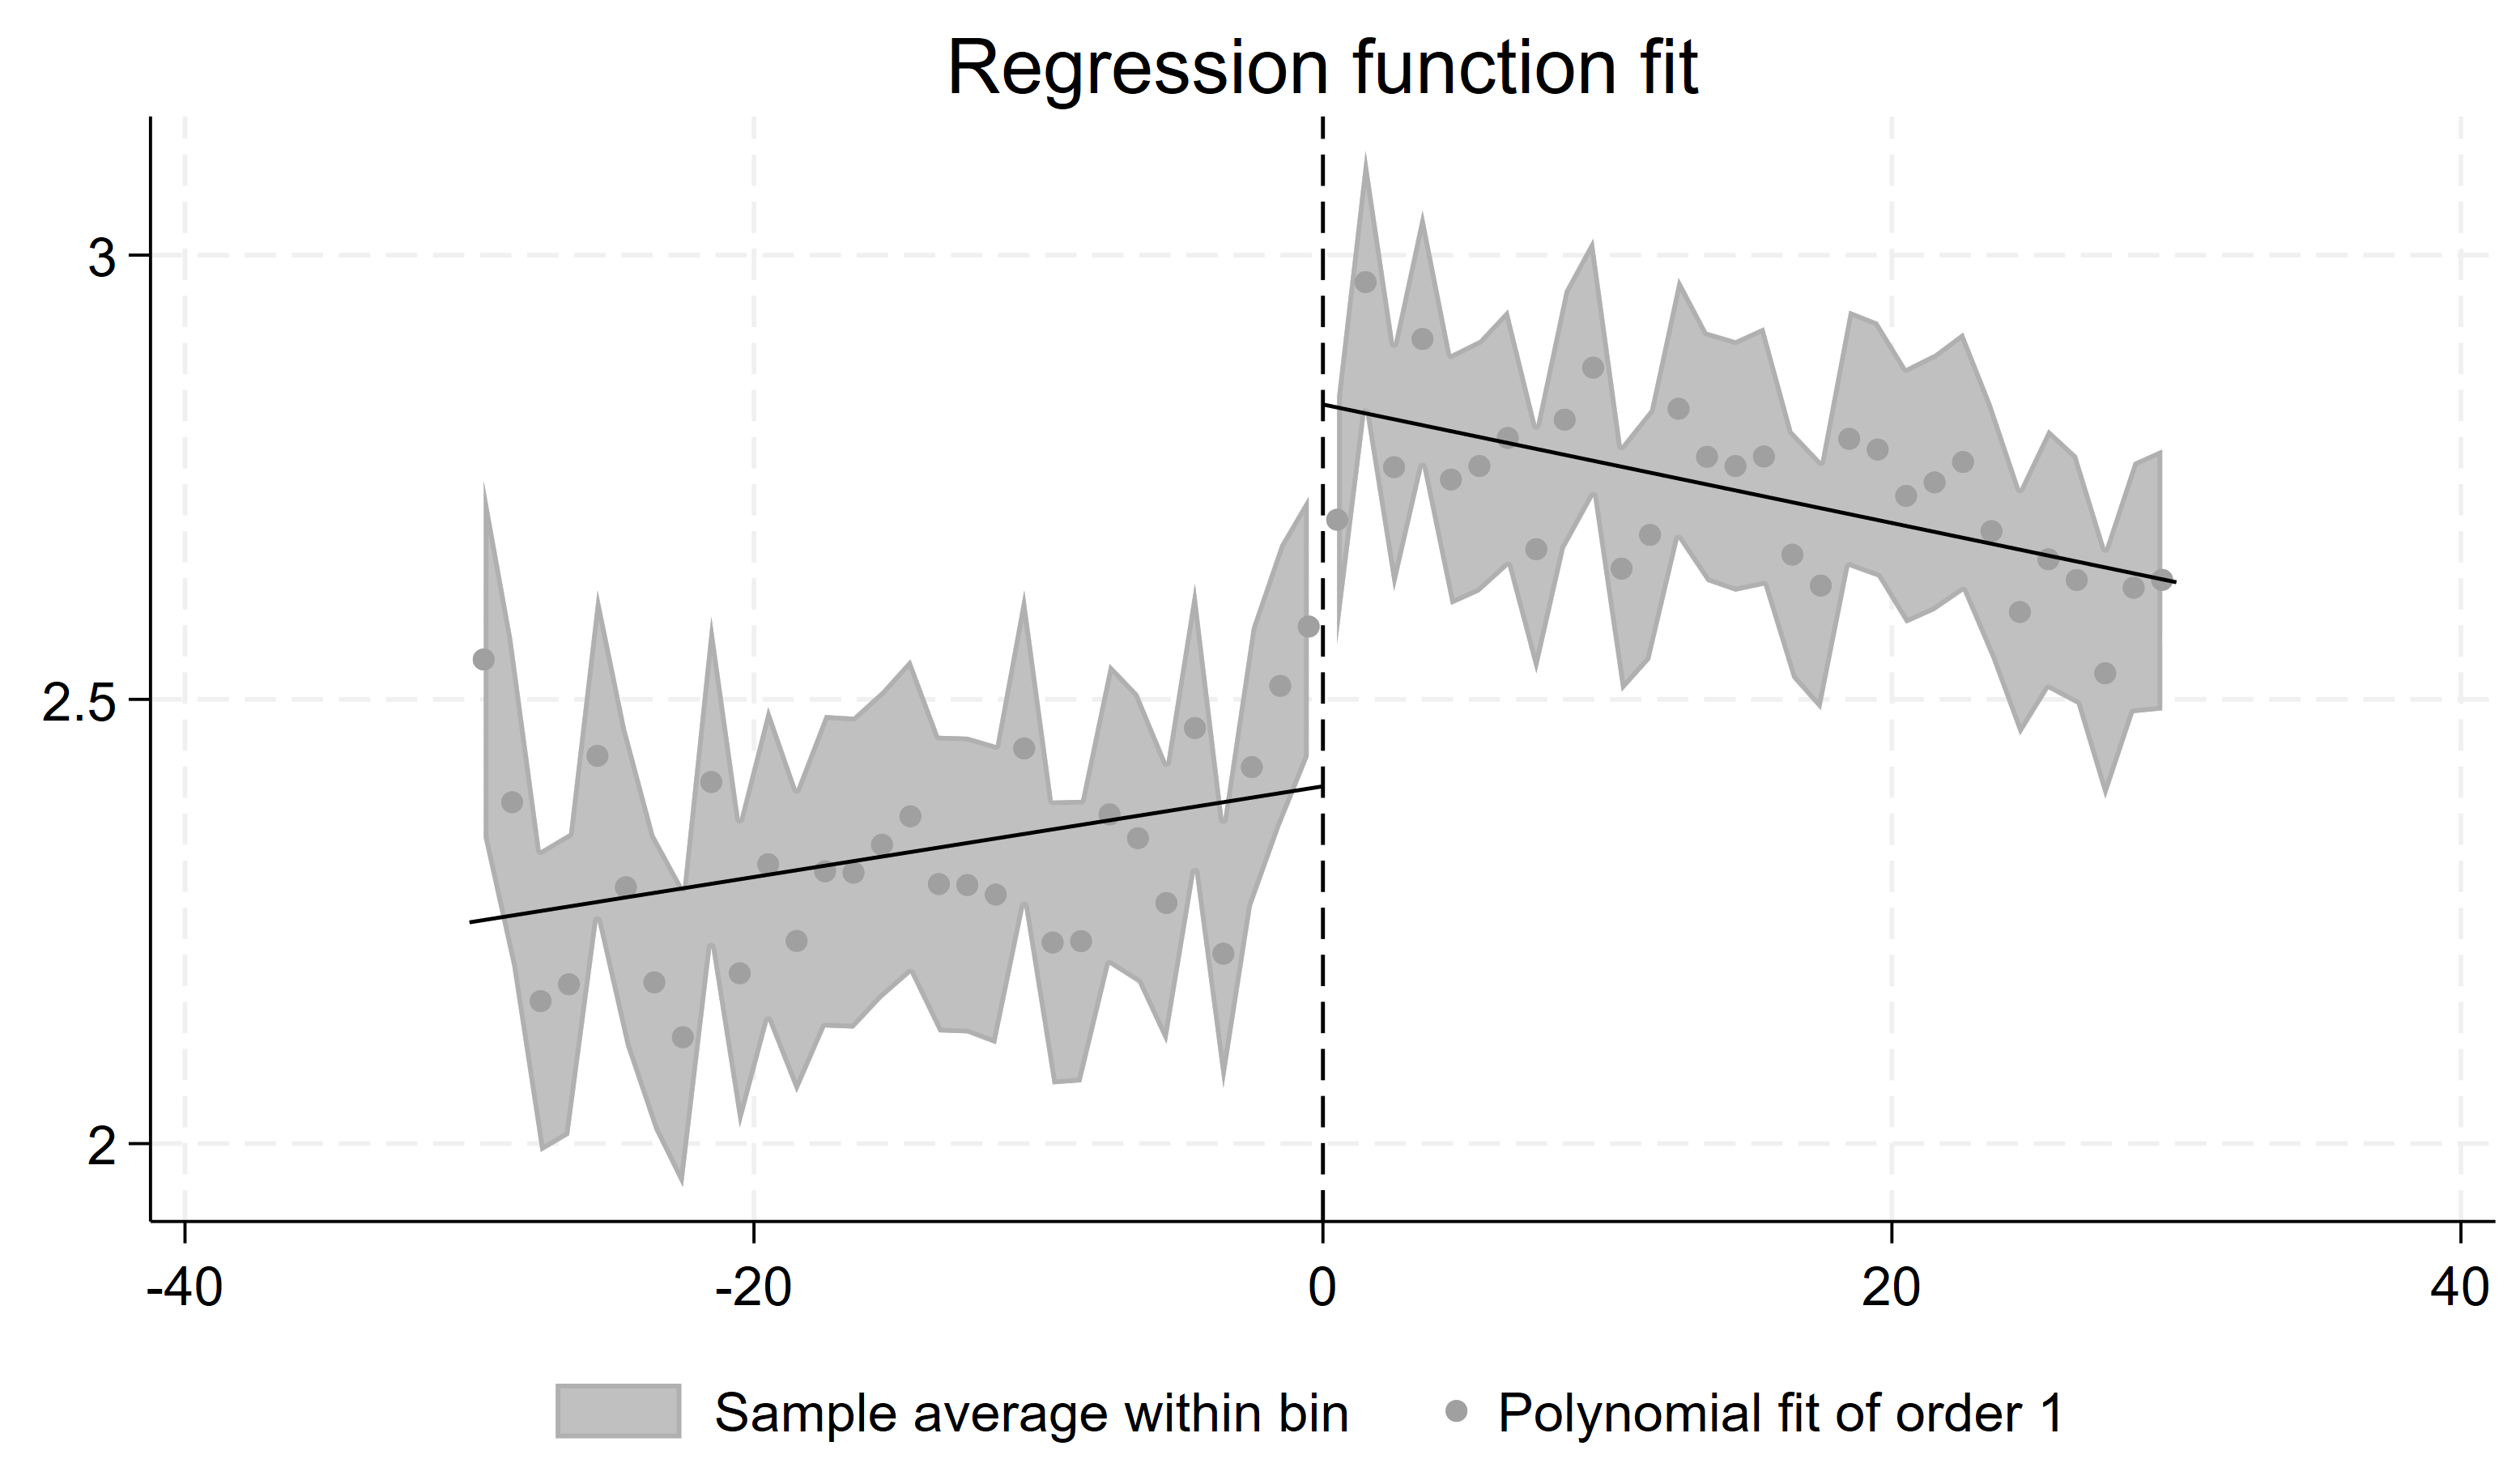 Regression function fit
3
2.5
2
-40 -20 0 20 40
Sample average within bin Polynomial fit of order 1